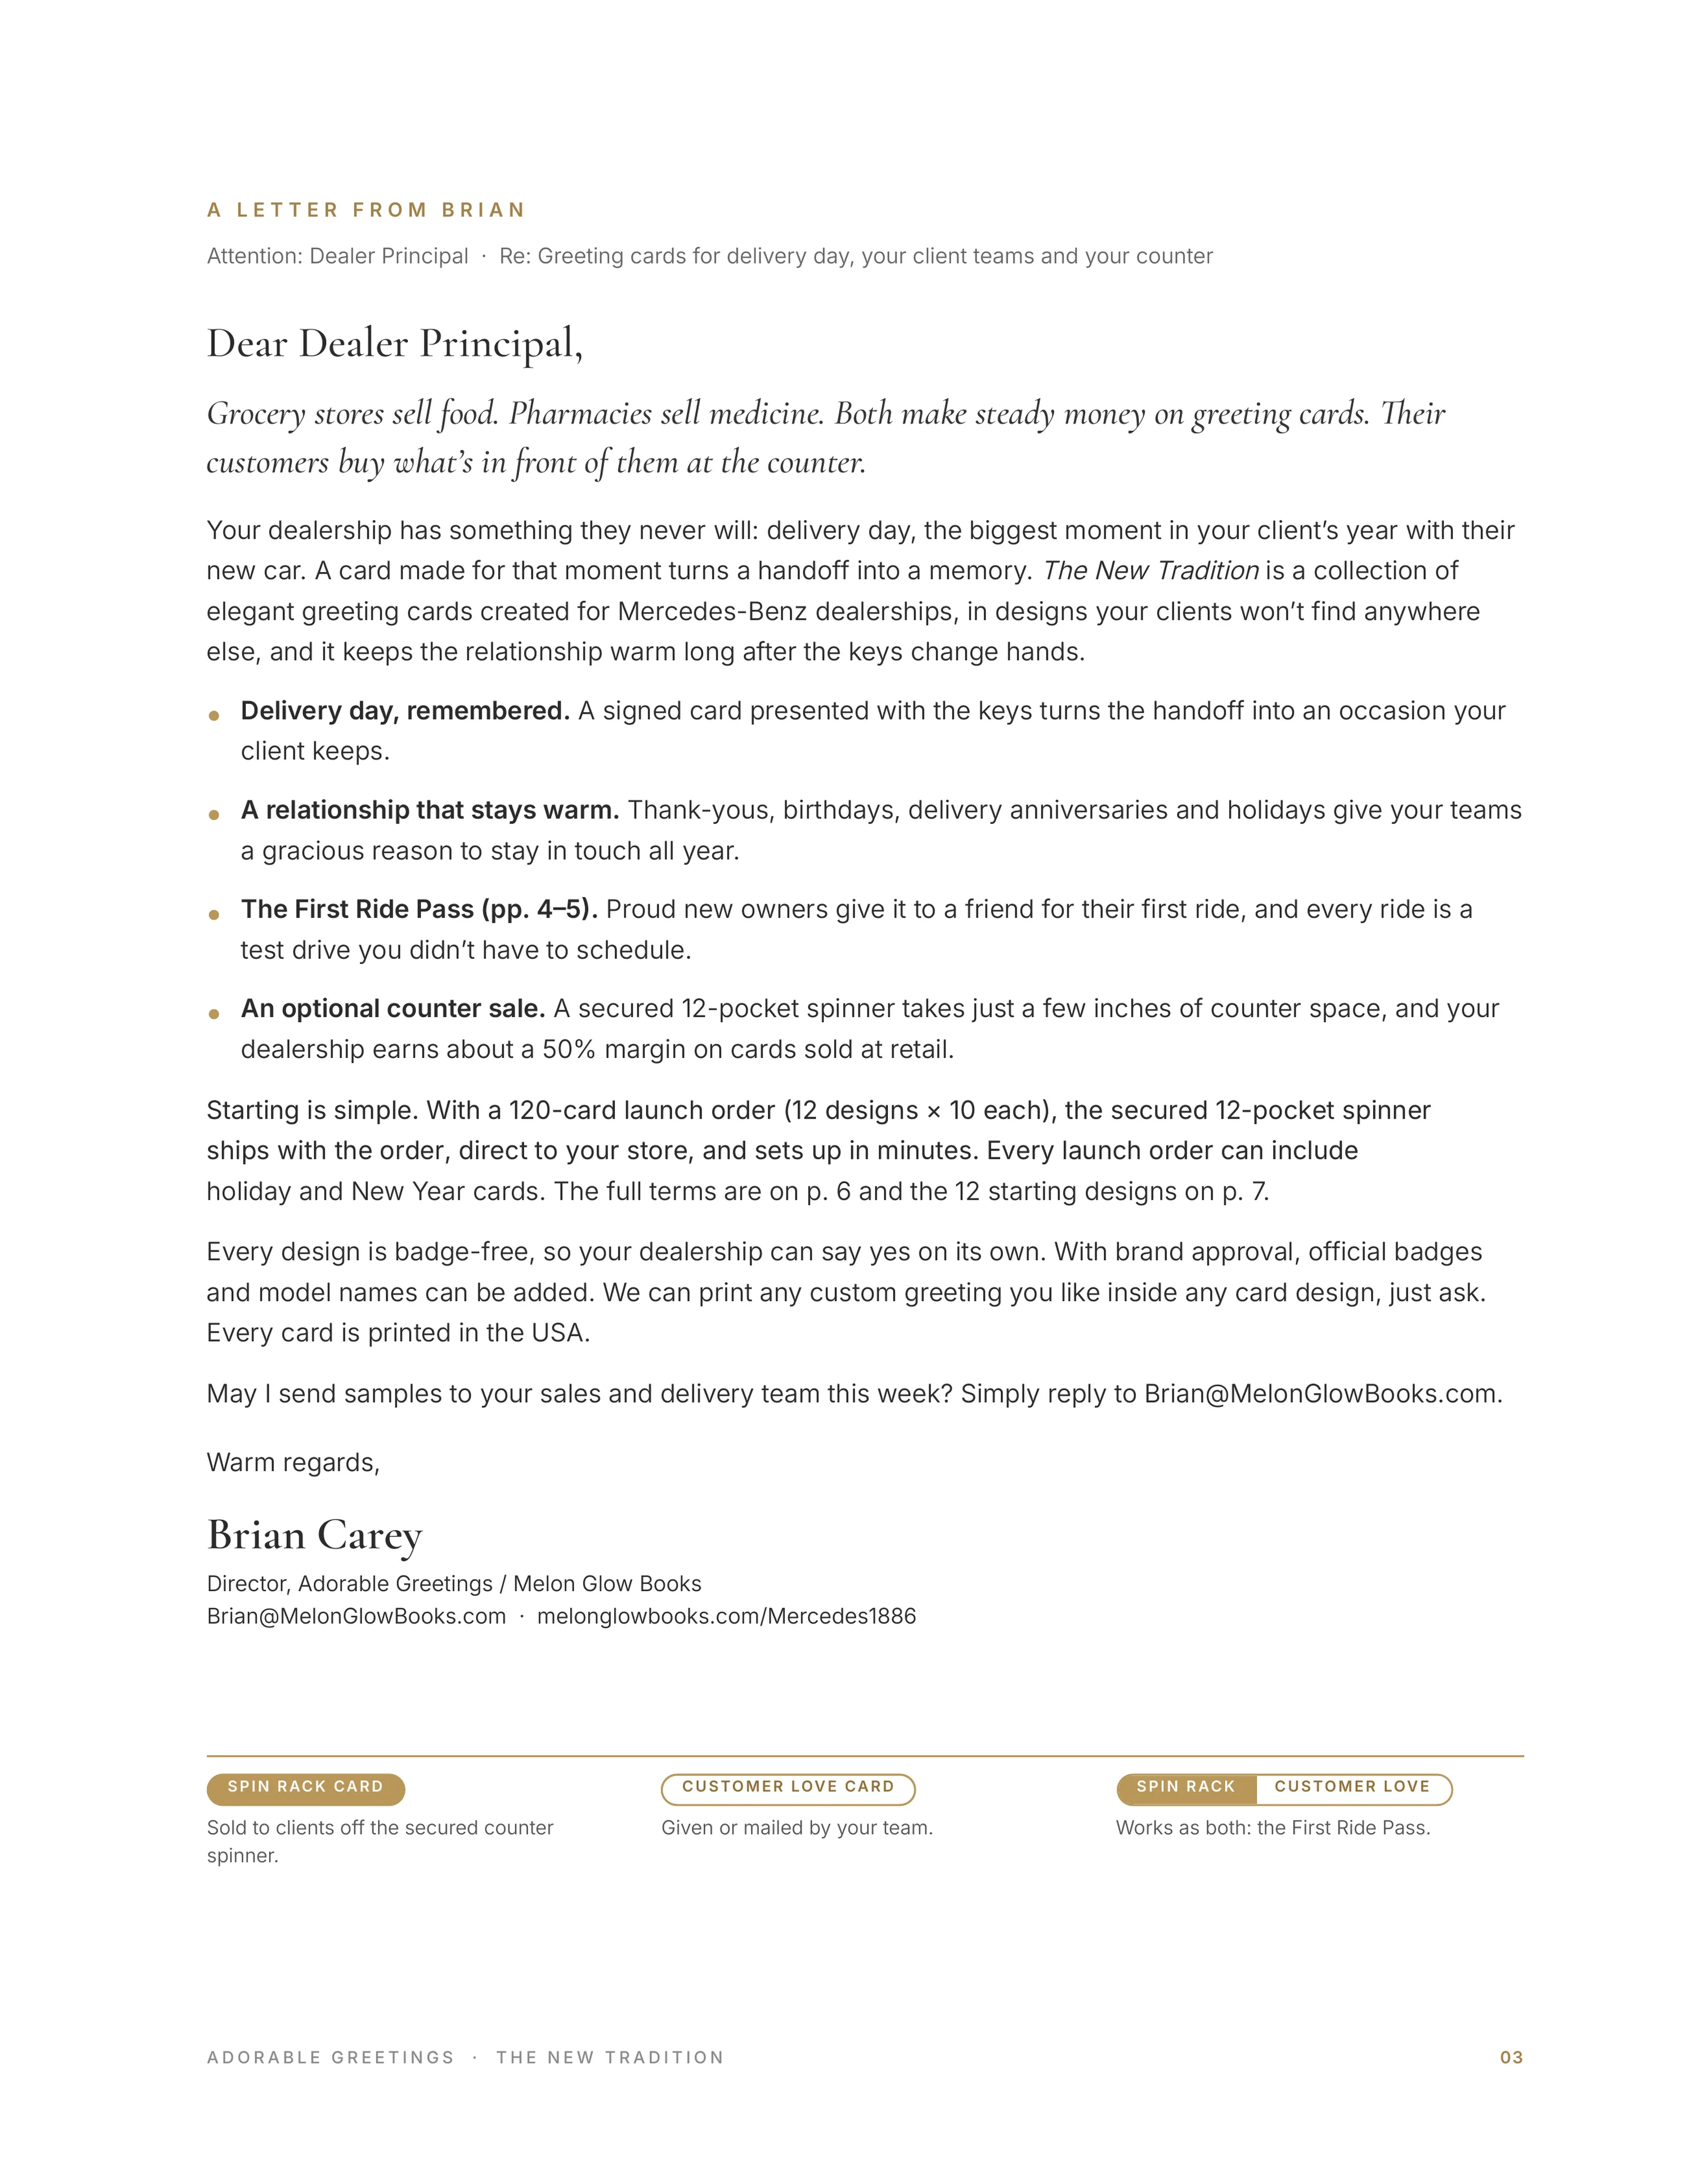 A LETTER FROM BRIAN
Attention: Dealer Principal · Re: Greeting cards for delivery day, your client teams and your counter
Dear Dealer Principal,
Grocery stores sell food. Pharmacies sell medicine. Both make steady money on greeting cards. Their
customers buy what’s in front of them at the counter.
Your dealership has something they never will: delivery day, the biggest moment in your client’s year with their
new car. A card made for that moment turns a handoff into a memory. The New Tradition is a collection of
elegant greeting cards created for Mercedes-Benz dealerships, in designs your clients won’t find anywhere
else, and it keeps the relationship warm long after the keys change hands.
• Delivery day, remembered. A signed card presented with the keys turns the handoff into an occasion your
client keeps.
• A relationship that stays warm. Thank-yous, birthdays, delivery anniversaries and holidays give your teams
a gracious reason to stay in touch all year.
• The First Ride Pass (pp. 4–5). Proud new owners give it to a friend for their first ride, and every ride is a
test drive you didn’t have to schedule.
• An optional counter sale. A secured 12-pocket spinner takes just a few inches of counter space, and your
dealership earns about a 50% margin on cards sold at retail.
Starting is simple. With a 120-card launch order (12 designs × 10 each), the secured 12-pocket spinner
ships with the order, direct to your store, and sets up in minutes. Every launch order can include
holiday and New Year cards. The full terms are on p. 6 and the 12 starting designs on p. 7.
Every design is badge-free, so your dealership can say yes on its own. With brand approval, official badges
and model names can be added. We can print any custom greeting you like inside any card design, just ask.
Every card is printed in the USA.
May I send samples to your sales and delivery team this week? Simply reply to Brian@MelonGlowBooks.com.
Warm regards,
Brian Carey
Director, Adorable Greetings / Melon Glow Books
Brian@MelonGlowBooks.com · melonglowbooks.com/Mercedes1886
SPIN RACK CARD
Sold to clients off the secured counter
spinner.
CUSTOMER LOVE CARD
Given or mailed by your team.
SPIN RACK CUSTOMER LOVE
Works as both: the First Ride Pass.
ADORABLE GREETINGS · THE NEW TRADITION
03